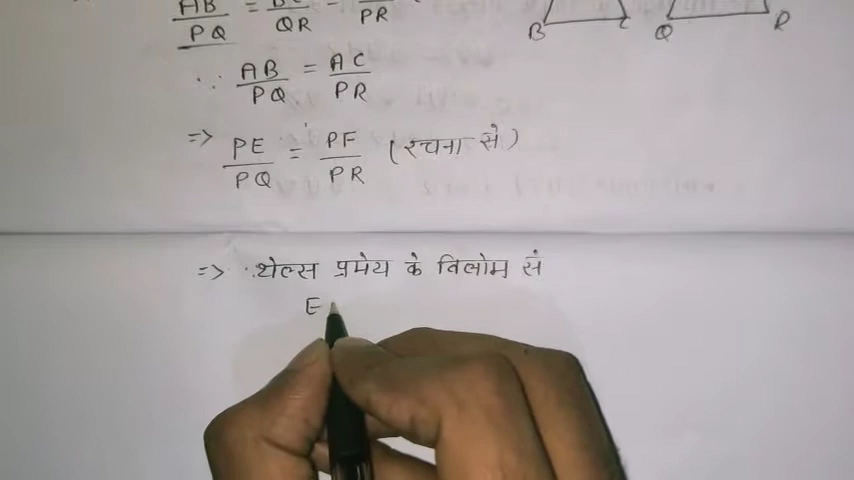 AB/PQ = BC/QR = /PR
B C Q R
∵ AB/PQ = AC/PR
=> PE/PQ = PF/PR (रचना से)
=> ∴ थेल्स प्रमेय के विलोम सें
E